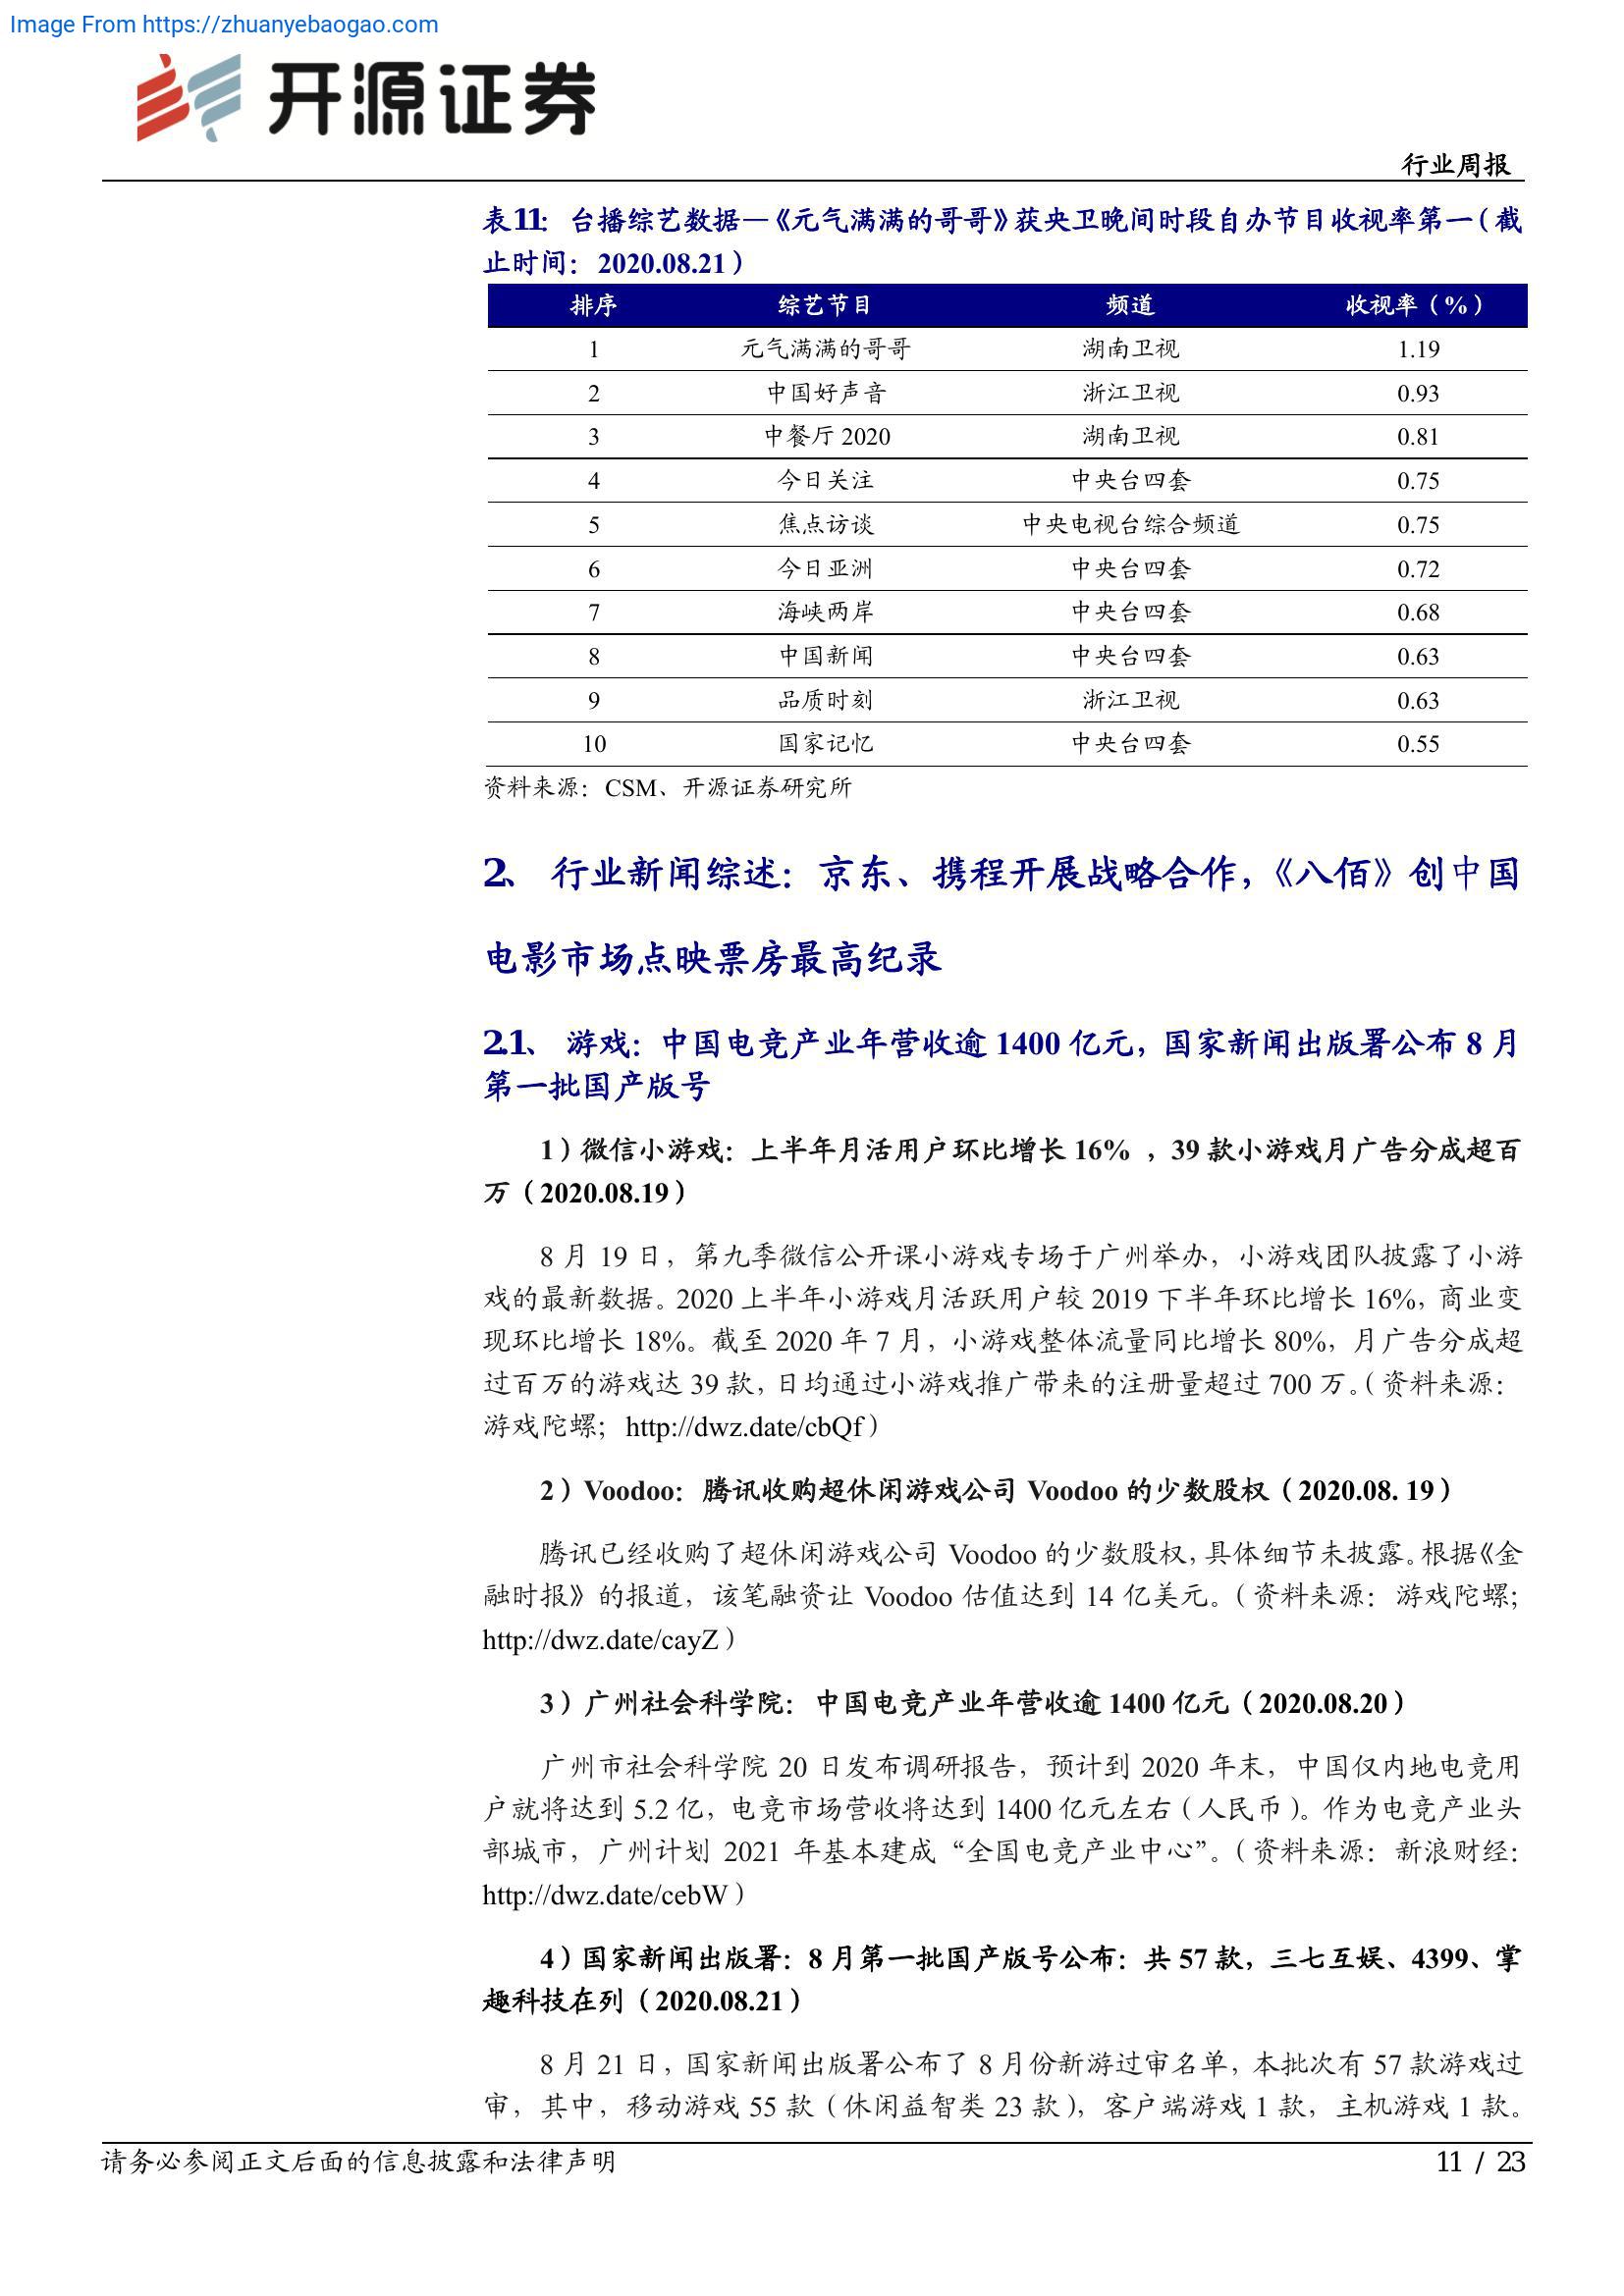 Image From https://zhuanyebaogao.com
开源证券
行业周报
表11： 台播综艺数据—《元气满满的哥哥》获央卫晚间时段自办节目收视率第一（截
止时间：2020.08.21）
排序 综艺节目 频道 收视率（%）
1 元气满满的哥哥 湖南卫视 1.19
2 中国好声音 浙江卫视 0.93
3 中餐厅 2020 湖南卫视 0.81
4 今日关注 中央台四套 0.75
5 焦点访谈 中央电视台综合频道 0.75
6 今日亚洲 中央台四套 0.72
7 海峡两岸 中央台四套 0.68
8 中国新闻 中央台四套 0.63
9 品质时刻 浙江卫视 0.63
10 国家记忆 中央台四套 0.55
资料来源：CSM、开源证券研究所
2、 行业新闻综述：京东、携程开展战略合作，《八佰》创中国
电影市场点映票房最高纪录
2.1、 游戏：中国电竞产业年营收逾 1400 亿元，国家新闻出版署公布 8 月
第一批国产版号
1）微信小游戏：上半年月活用户环比增长 16% ，39 款小游戏月广告分成超百
万（2020.08.19）
8 月 19 日，第九季微信公开课小游戏专场于广州举办，小游戏团队披露了小游
戏的最新数据。2020 上半年小游戏月活跃用户较 2019 下半年环比增长 16%，商业变
现环比增长 18%。截至 2020 年 7 月，小游戏整体流量同比增长 80%，月广告分成超
过百万的游戏达 39 款，日均通过小游戏推广带来的注册量超过 700 万。（资料来源：
游戏陀螺；http://dwz.date/cbQf）
2）Voodoo：腾讯收购超休闲游戏公司 Voodoo 的少数股权（2020.08. 19）
腾讯已经收购了超休闲游戏公司 Voodoo 的少数股权，具体细节未披露。根据《金
融时报》的报道，该笔融资让 Voodoo 估值达到 14 亿美元。（资料来源：游戏陀螺；
http://dwz.date/cayZ）
3）广州社会科学院：中国电竞产业年营收逾 1400 亿元（2020.08.20）
广州市社会科学院 20 日发布调研报告，预计到 2020 年末，中国仅内地电竞用
户就将达到 5.2 亿，电竞市场营收将达到 1400 亿元左右（人民币）。作为电竞产业头
部城市，广州计划 2021 年基本建成“全国电竞产业中心”。（资料来源：新浪财经：
http://dwz.date/cebW）
4）国家新闻出版署：8 月第一批国产版号公布：共 57 款，三七互娱、4399、掌
趣科技在列（2020.08.21）
8 月 21 日，国家新闻出版署公布了 8 月份新游过审名单，本批次有 57 款游戏过
审，其中，移动游戏 55 款（休闲益智类 23 款），客户端游戏 1 款，主机游戏 1 款。
请务必参阅正文后面的信息披露和法律声明
11 / 23